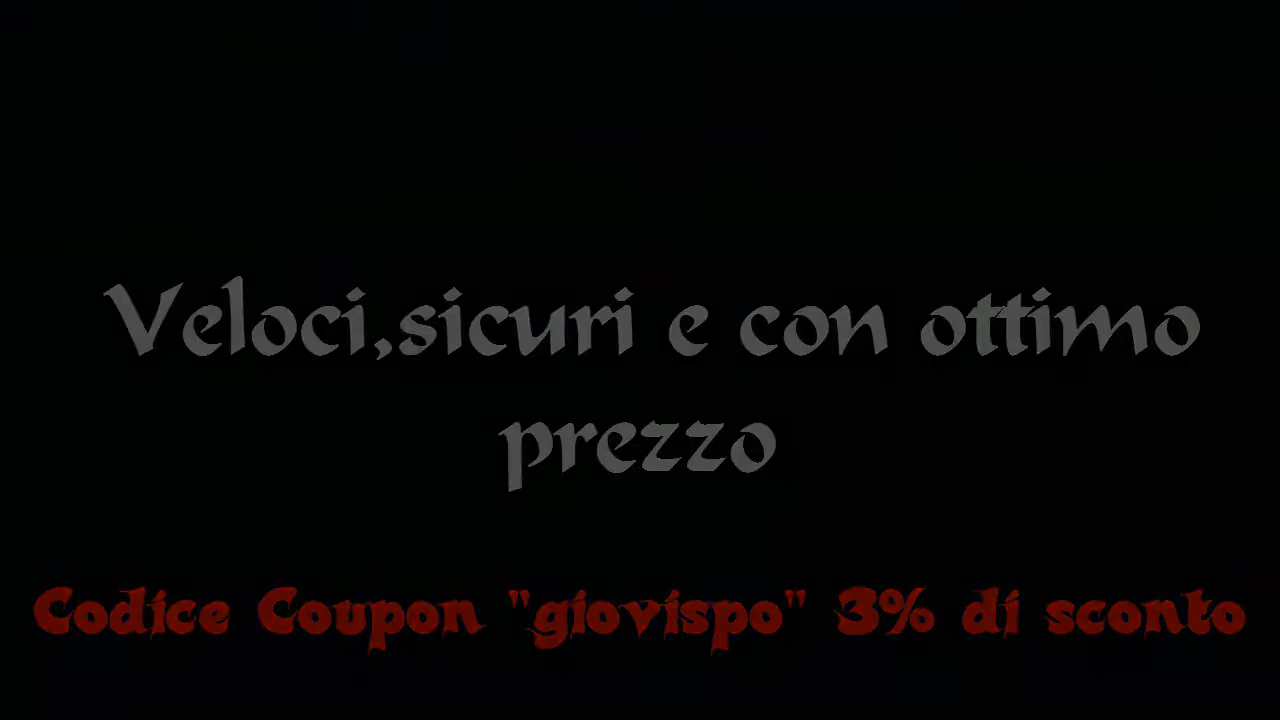 Veloci,sicuri e con ottimo
prezzo
Codice Coupon "giovispo" 3% di sconto